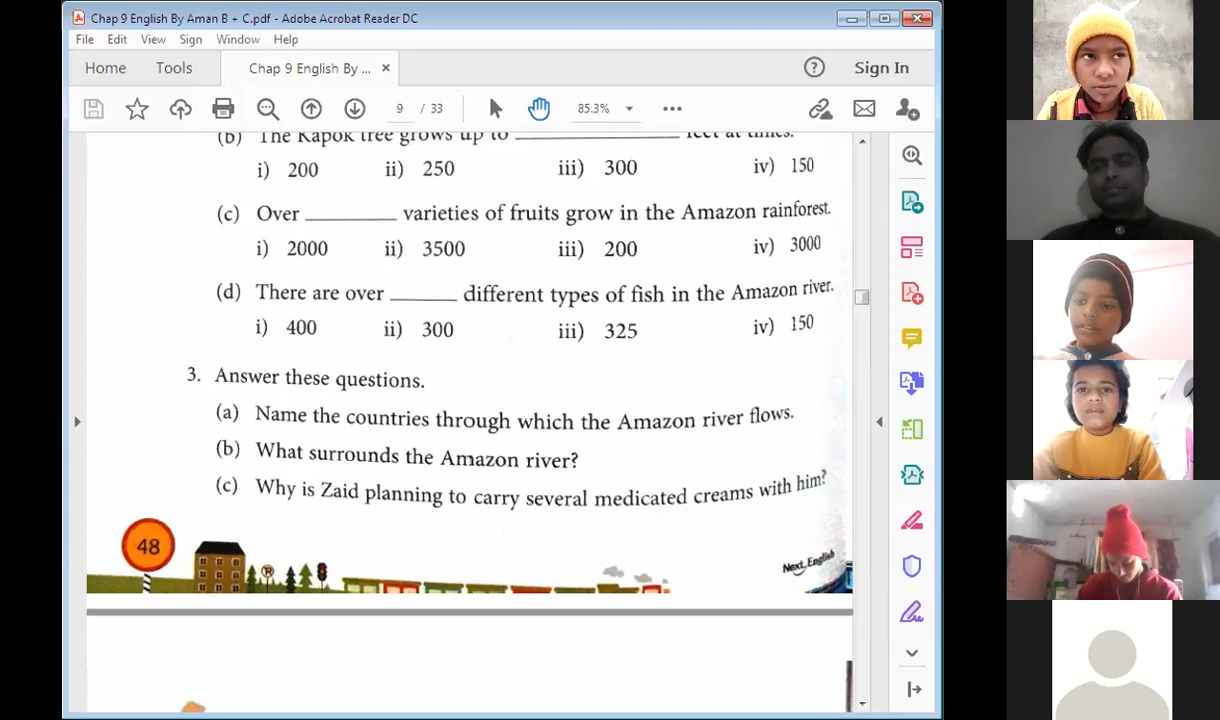 Chap 9 English By Aman B + C.pdf - Adobe Acrobat Reader DC
File Edit View Sign Window Help
Home Tools Chap 9 English By ... × Sign In
9 / 33 85.3%
(b) The Kapok tree grows up to ____________ feet at times.
i) 200 ii) 250 iii) 300 iv) 150
(c) Over ________ varieties of fruits grow in the Amazon rainforest.
i) 2000 ii) 3500 iii) 200 iv) 3000
(d) There are over ______ different types of fish in the Amazon river.
i) 400 ii) 300 iii) 325 iv) 150
3. Answer these questions.
(a) Name the countries through which the Amazon river flows.
(b) What surrounds the Amazon river?
(c) Why is Zaid planning to carry several medicated creams with him?
48
Next English